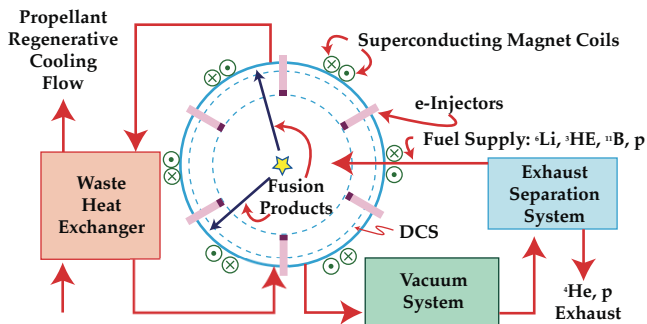 Propellant
Regenerative
Cooling
Flow
Superconducting Magnet Coils
e-Injectors
Fuel Supply: ⁶Li, ³HE, ¹¹B, p
Waste
Heat
Exchanger
Fusion
Products
Exhaust
Separation
System
DCS
Vacuum
System
⁴He, p
Exhaust